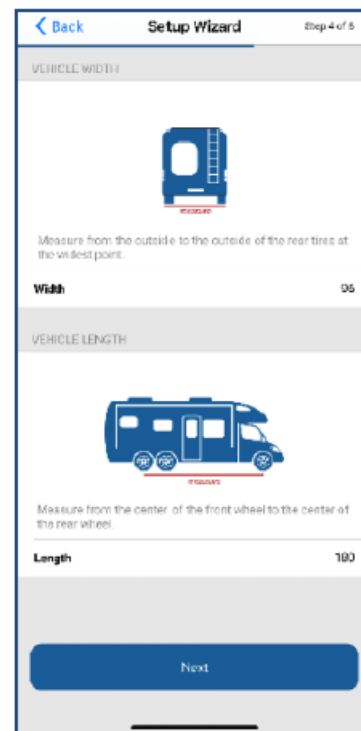 Back
Setup Wizard
Step 4 of 5
VEHICLE WIDTH
Measure from the outside to the outside of the rear tires at
the widest point.
Width
96
VEHICLE LENGTH
Measure from the center of the front wheel to the center of
the rear wheel.
Length
180
Next